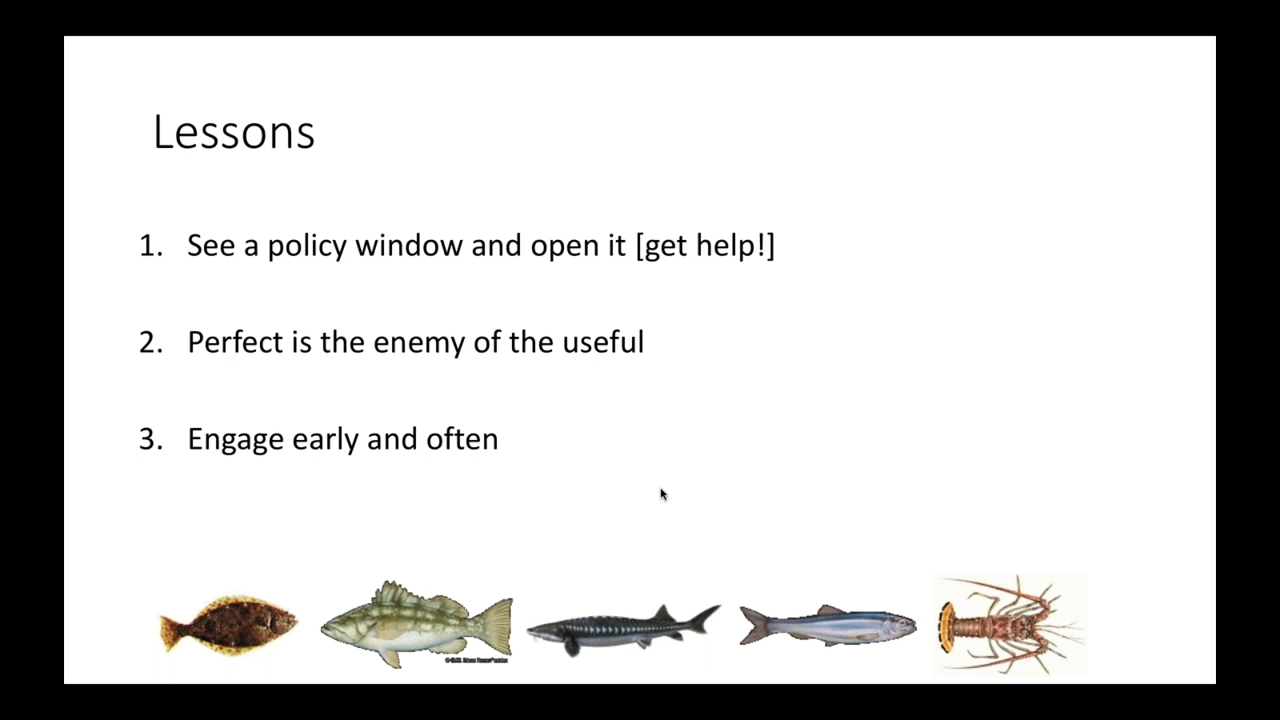 Lessons
1. See a policy window and open it [get help!]
2. Perfect is the enemy of the useful
3. Engage early and often